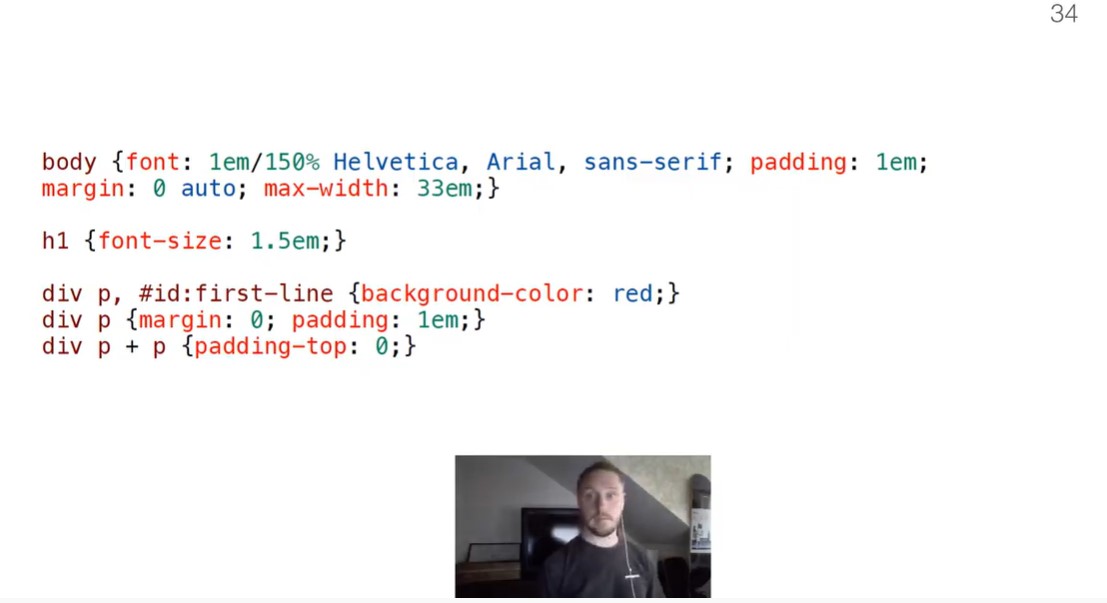 34
body {font: 1em/150% Helvetica, Arial, sans-serif; padding: 1em;
margin: 0 auto; max-width: 33em;}
h1 {font-size: 1.5em;}
div p, #id:first-line {background-color: red;}
div p {margin: 0; padding: 1em;}
div p + p {padding-top: 0;}